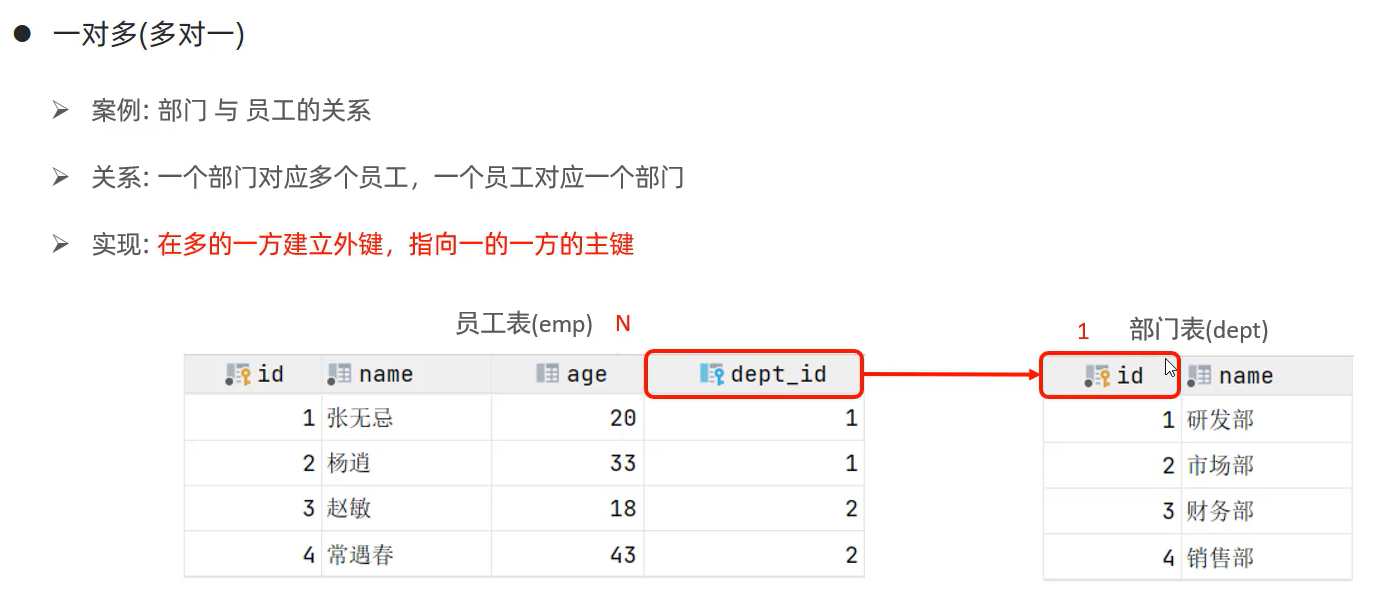 一对多(多对一)
案例: 部门 与 员工的关系
关系: 一个部门对应多个员工，一个员工对应一个部门
实现: 在多的一方建立外键，指向一的一方的主键
员工表(emp) N
id name age dept_id
1 张无忌 20 1
2 杨逍 33 1
3 赵敏 18 2
4 常遇春 43 2
1 部门表(dept)
id name
1 研发部
2 市场部
3 财务部
4 销售部